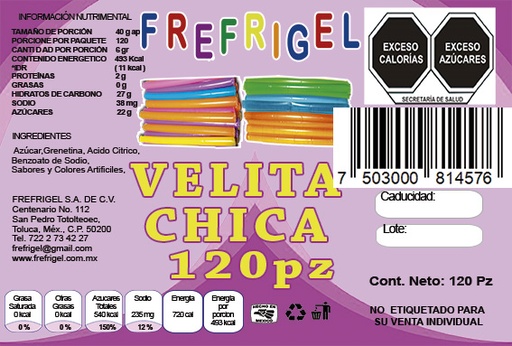 INFORMACIÓN NUTRIMENTAL
TAMAÑO DE PORCIÓN 40 g ap
PORCIONE POR PAQUETE 120
CANTIDAD POR PORCIÓN 6 gr
CONTENIDO ENERGETICO 493 Kcal
*IDR ( 11 kcal )
PROTEÍNAS 2 g
GRASAS 0 g
HIDRATOS DE CARBONO 27 g
SODIO 38 mg
AZÚCARES 22 g
INGREDIENTES
Azúcar,Grenetina, Acido Citrico,
Benzoato de Sodio,
Sabores y Colores Artificiles,
FREFRIGEL S.A. DE C.V.
Centenario No. 112
San Pedro Totoltecec,
Toluca, Méx., C.P. 50200
Tel. 722 2 73 42 27
frefrigel@gmail.com
www.frefrigel.com.mx
FREFRIGEL
VELITA
CHICA
120pz
EXCESO
CALORÍAS
EXCESO
AZÚCARES
SECRETARÍA DE SALUD
7 503000 814576
Caducidad:
Lote:
Cont. Neto: 120 Pz
NO ETIQUETADO PARA
SU VENTA INDIVIDUAL
Grasa Saturada 0 kcal 0 %
Otras Grasas 0 kcal 0 %
Azucares Totales 540 kcal 150%
Sodio 235 mg 12 %
Energía 720 cal
Energía por porcion 493 kcal
HECHO EN
MEXICO